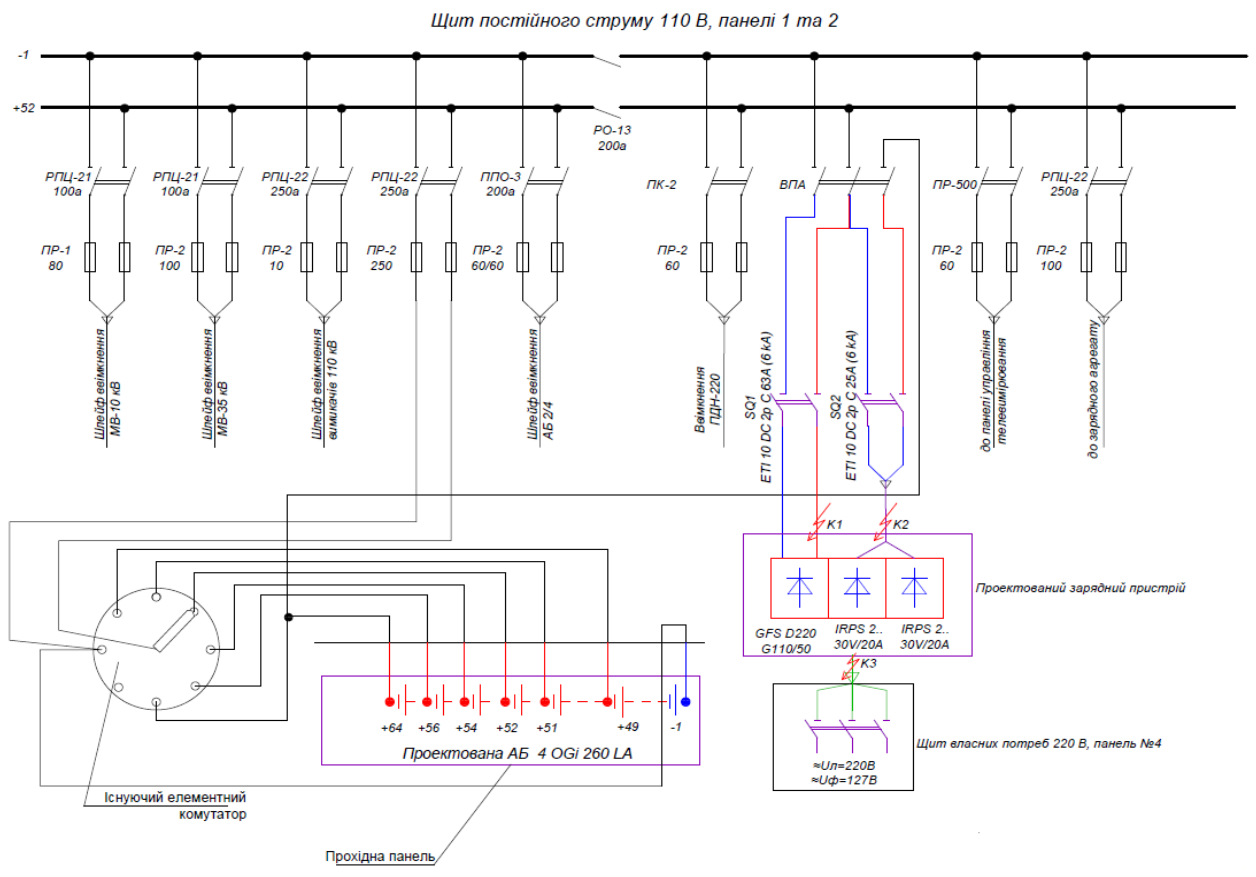 Щит постійного струму 110 В, панелі 1 та 2
-1
+52
РО-13
200а
РПЦ-21
100а
РПЦ-21
100а
РПЦ-22
250а
РПЦ-22
250а
ППО-3
200а
ПК-2
ВПА
ПР-500
РПЦ-22
250а
ПР-1
80
ПР-2
100
ПР-2
10
ПР-2
250
ПР-2
60/60
ПР-2
60
ПР-2
60
ПР-2
100
Шлейф ввімкнення
МВ-10 кВ
Шлейф ввімкнення
МВ-35 кВ
Шлейф ввімкнення
вимикачів 110 кВ
Шлейф ввімкнення
АБ 2/4
Ввімкнення
ПДН-220
SQ1
ETI 10 DC 2p C 63A (6 kA)
SQ2
ETI 10 DC 2p C 25A (6 kA)
до панелі управління
телевимірювання
до зарядного агрегату
К1
К2
Проектований зарядний пристрій
GFS D220
G110/50
IRPS 2..
30V/20A
IRPS 2..
30V/20A
К3
+64
+56
+54
+52
+51
+49
-1
Проектована АБ 4 OGi 260 LA
Щит власних потреб 220 В, панель №4
≈Uл=220В
≈Uф=127В
Існуючий елементний
комутатор
Прохідна панель